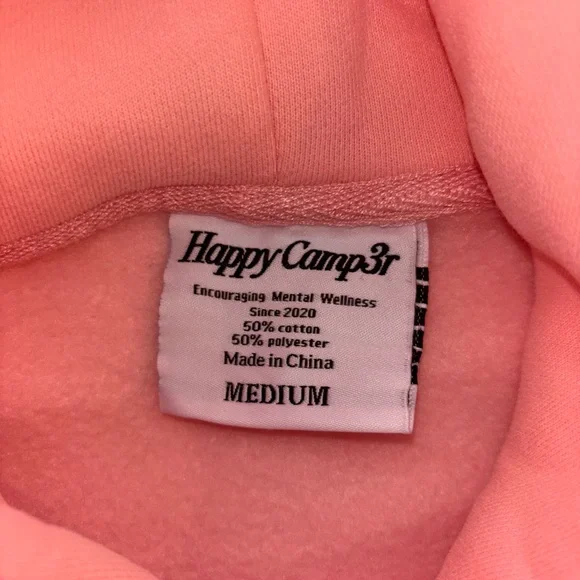 Happy Camp3r
Encouraging Mental Wellness
Since 2020
50% cotton
50% polyester
Made in China
MEDIUM